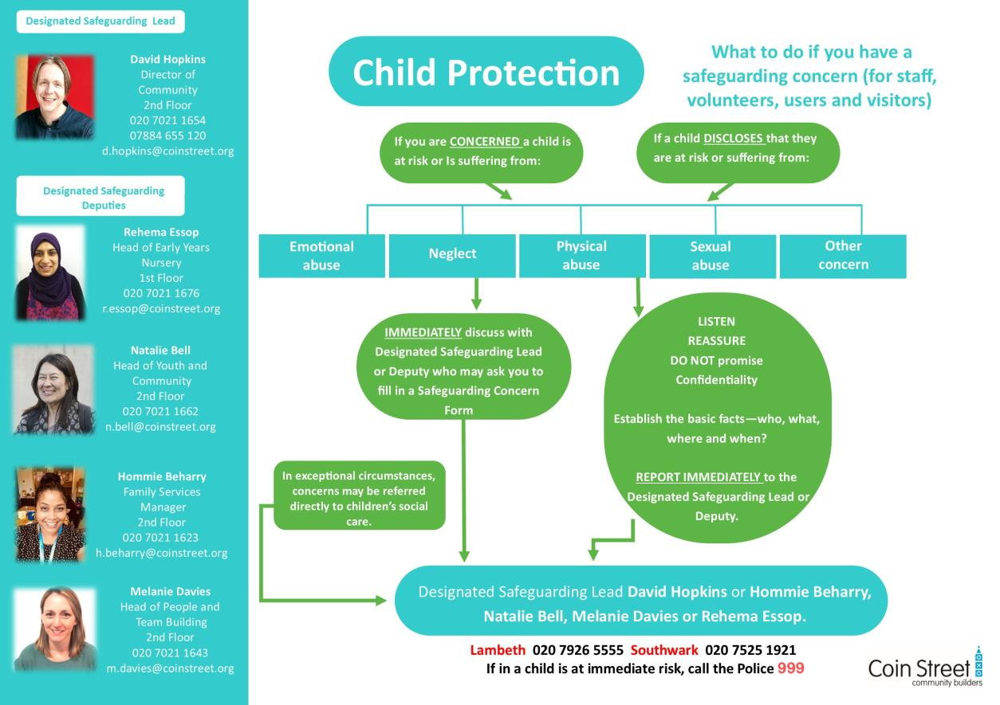 Designated Safeguarding Lead
David Hopkins
Director of
Community
2nd Floor
020 7021 1654
07884 655 120
d.hopkins@coinstreet.org
Designated Safeguarding
Deputies
Rehema Essop
Head of Early Years
Nursery
1st Floor
020 7021 1676
r.essop@coinstreet.org
Natalie Bell
Head of Youth and
Community
2nd Floor
020 7021 1662
n.bell@coinstreet.org
Hommie Beharry
Family Services
Manager
2nd Floor
020 7021 1623
h.beharry@coinstreet.org
Melanie Davies
Head of People and
Team Building
2nd Floor
020 7021 1643
m.davies@coinstreet.org
Child Protection
What to do if you have a
safeguarding concern (for staff,
volunteers, users and visitors)
If you are CONCERNED a child is
at risk or Is suffering from:
If a child DISCLOSES that they
are at risk or suffering from:
Emotional
abuse
Neglect
Physical
abuse
Sexual
abuse
Other
concern
IMMEDIATELY discuss with
Designated Safeguarding Lead
or Deputy who may ask you to
fill in a Safeguarding Concern
Form
LISTEN
REASSURE
DO NOT promise
Confidentiality
Establish the basic facts—who, what,
where and when?
REPORT IMMEDIATELY to the
Designated Safeguarding Lead or
Deputy.
In exceptional circumstances,
concerns may be referred
directly to children's social
care.
Designated Safeguarding Lead David Hopkins or Hommie Beharry,
Natalie Bell, Melanie Davies or Rehema Essop.
Lambeth 020 7926 5555 Southwark 020 7525 1921
If in a child is at immediate risk, call the Police 999
Coin Street
community builders